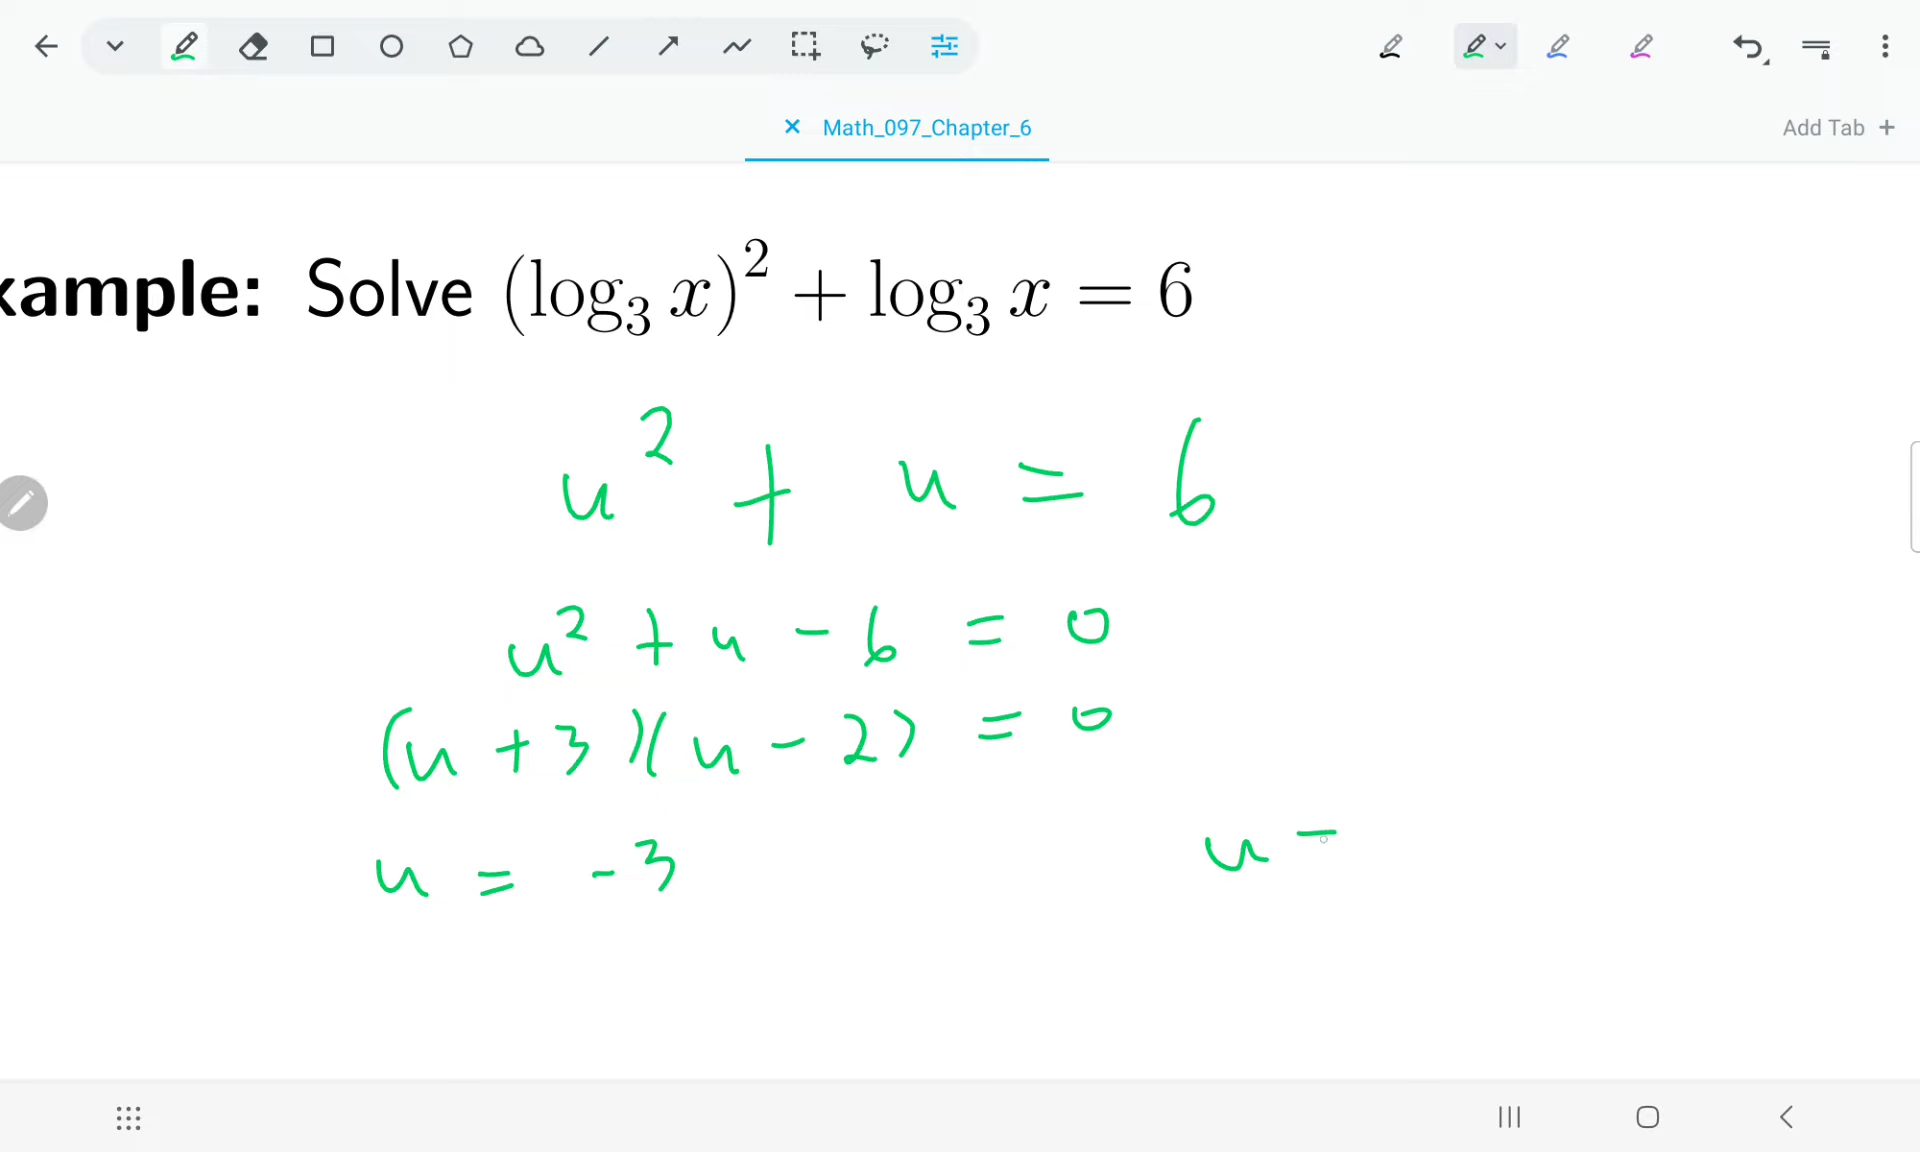 Math_097_Chapter_6
Add Tab +
xample: Solve (log₃ x)² + log₃ x = 6
u² + u = 6
u² + u - 6 = 0
(u + 3)(u - 2) = 0
u = -3 u -